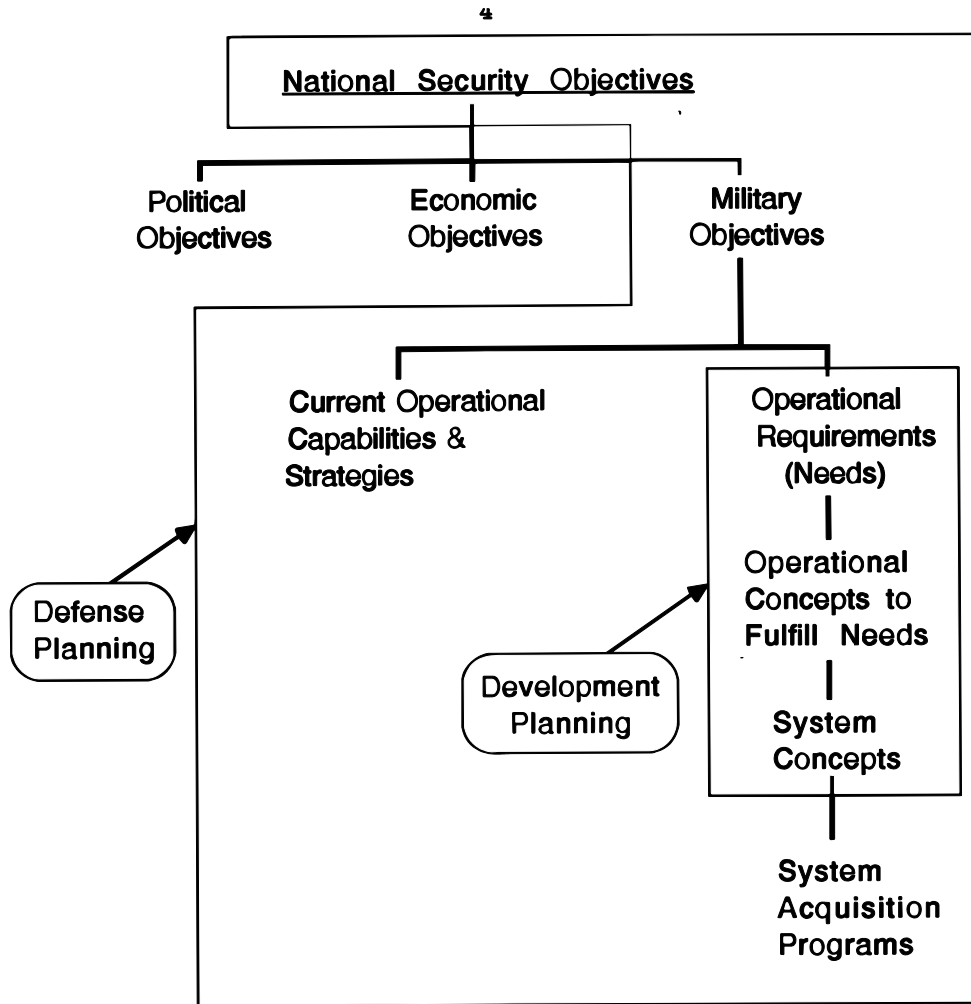 4
National Security Objectives
Political
Objectives
Economic
Objectives
Military
Objectives
Current Operational
Capabilities &
Strategies
Operational
Requirements
(Needs)
Defense
Planning
Operational
Concepts to
Fulfill Needs
Development
Planning
System
Concepts
System
Acquisition
Programs